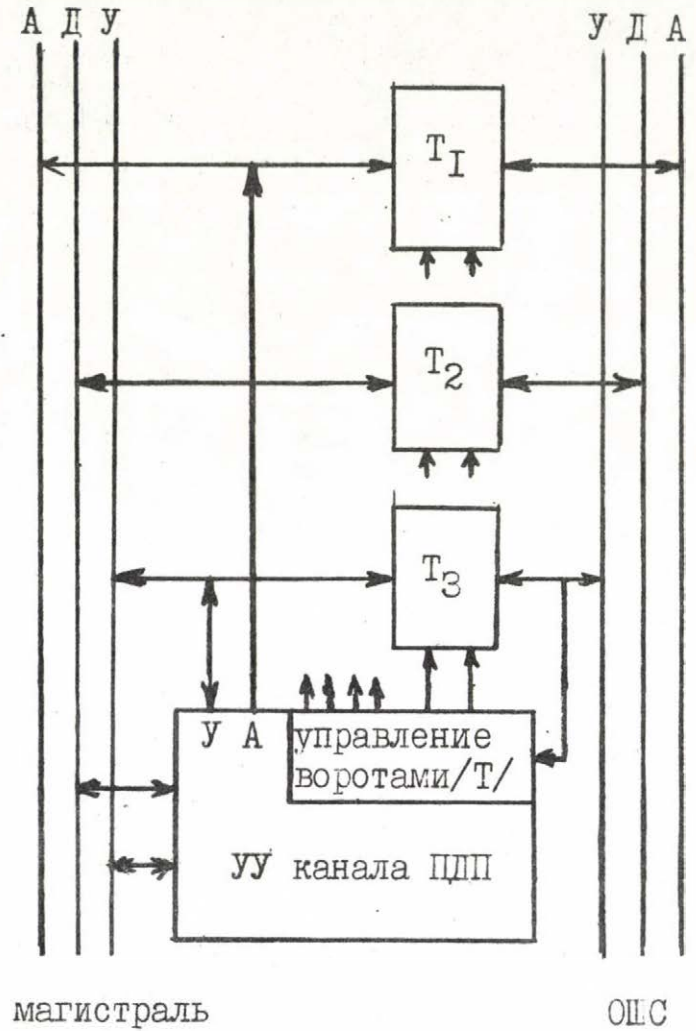 А Д У У Д А
Т1
Т2
Т3
У А управление
воротами/Т/
УУ канала ПДП
магистраль ОШС